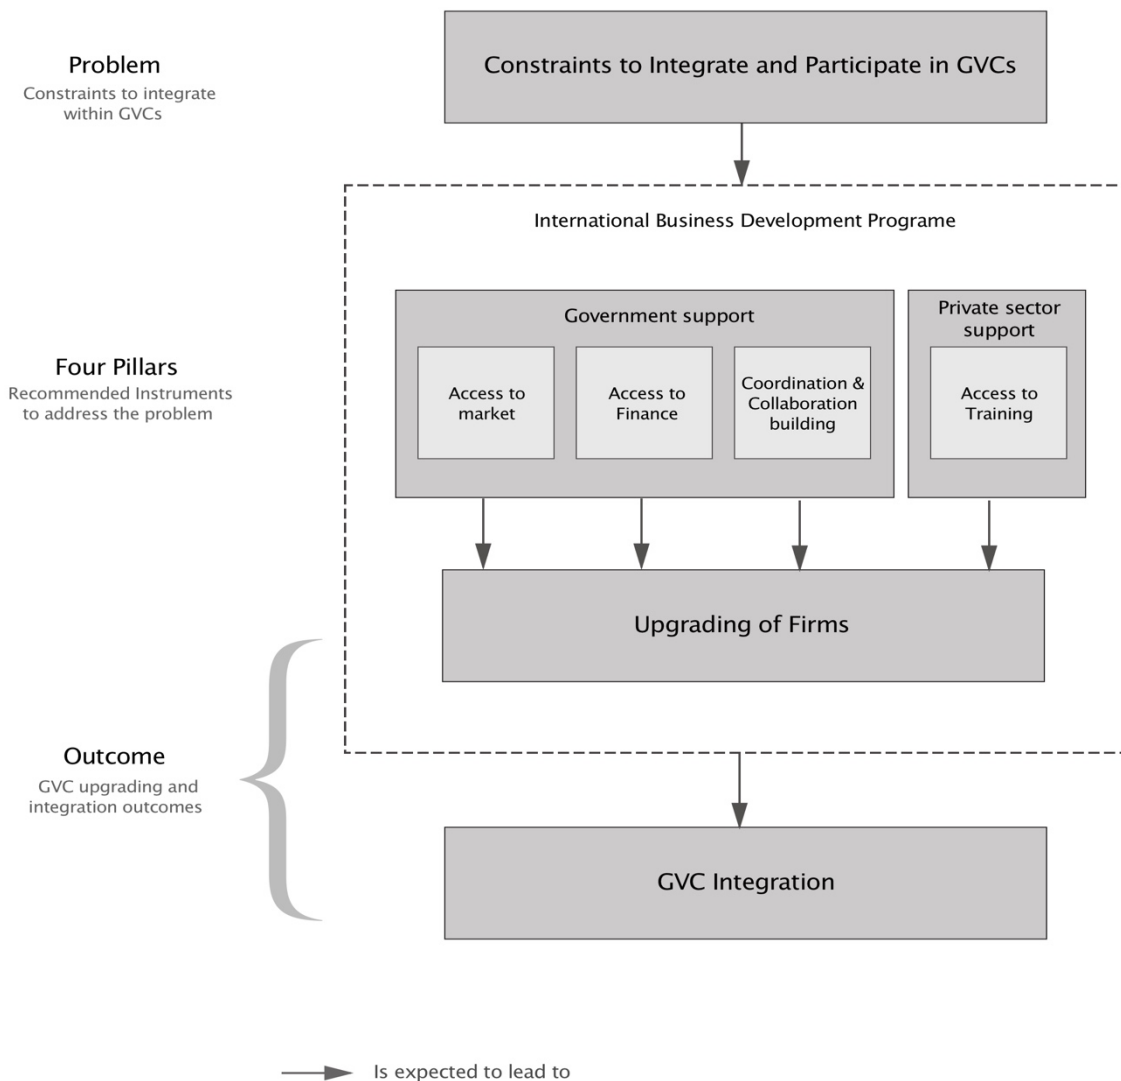 Problem
Constraints to integrate
within GVCs
Constraints to Integrate and Participate in GVCs
International Business Development Programe
Four Pillars
Recommended Instruments
to address the problem
Government support
Access to
market
Access to
Finance
Coordination &
Collaboration
building
Private sector
support
Access to
Training
Upgrading of Firms
Outcome
GVC upgrading and
integration outcomes
GVC Integration
Is expected to lead to